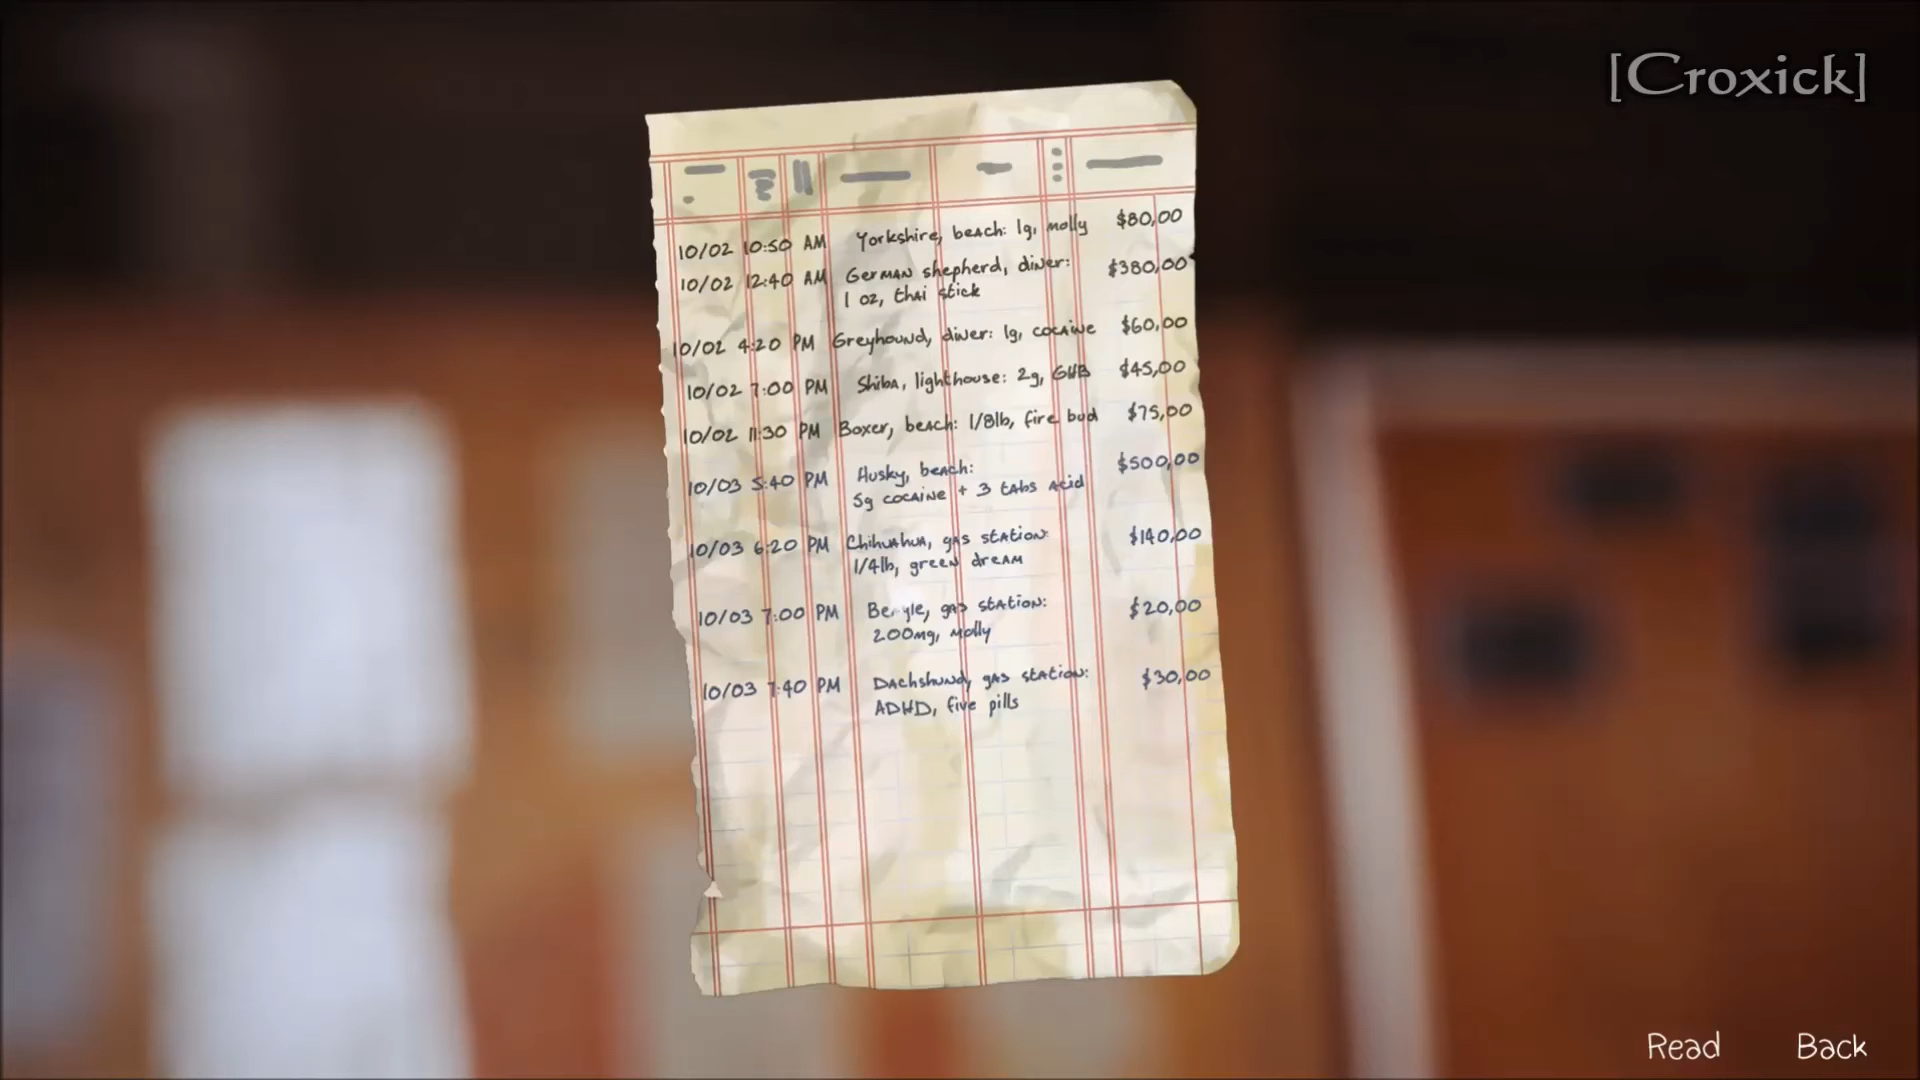 [Croxick]
10/02 10:50 AM Yorkshire, beach: 1g, molly $80,00
10/02 12:40 AM German shepherd, diner: $380,00
1 oz, thai stick
10/02 4:20 PM Greyhound, diner: 1g, cocaine $60,00
10/02 7:00 PM Shiba, lighthouse: 2g, GHB $45,00
10/02 11:30 PM Boxer, beach: 1/8lb, fire bud $75,00
10/03 5:40 PM Husky, beach: $500,00
5g cocaine + 3 tabs acid
10/03 6:20 PM Chihuahua, gas station: $140,00
1/4lb, green dream
10/03 7:00 PM Beagle, gas station: $20,00
200mg, molly
10/03 7:40 PM Dachshund, gas station: $30,00
ADHD, five pills
Read Back